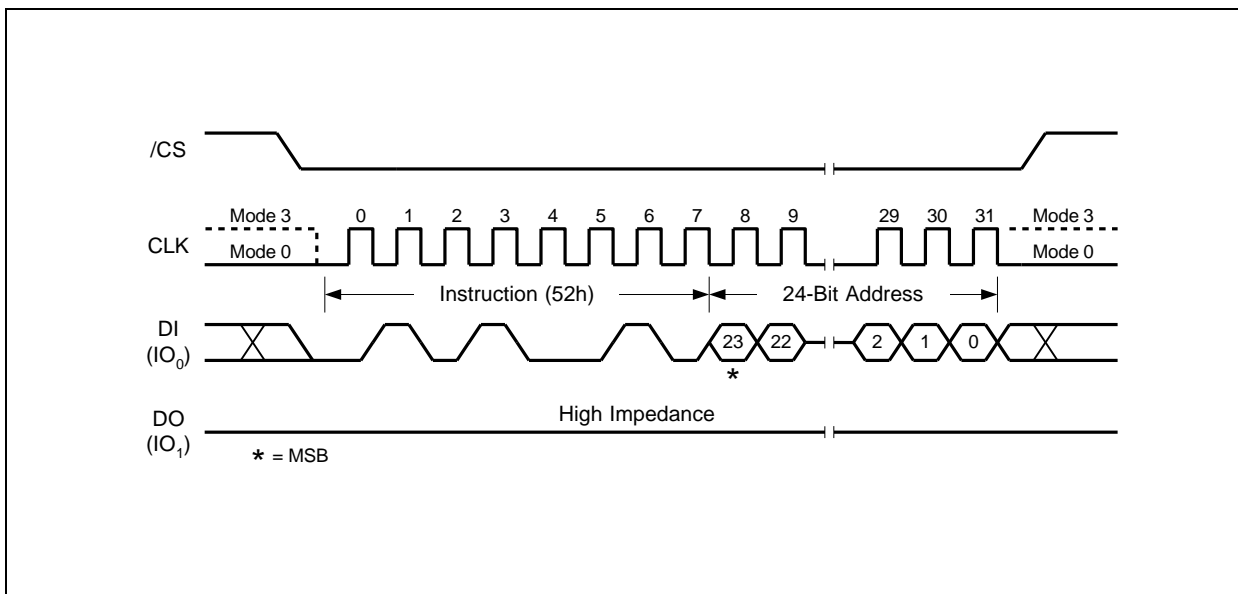 /CS
Mode 3 0 1 2 3 4 5 6 7 8 9 29 30 31 Mode 3
CLK Mode 0 Mode 0
Instruction (52h) 24-Bit Address
DI
(IO0) 23 22 2 1 0
*
High Impedance
DO
(IO1)
* = MSB